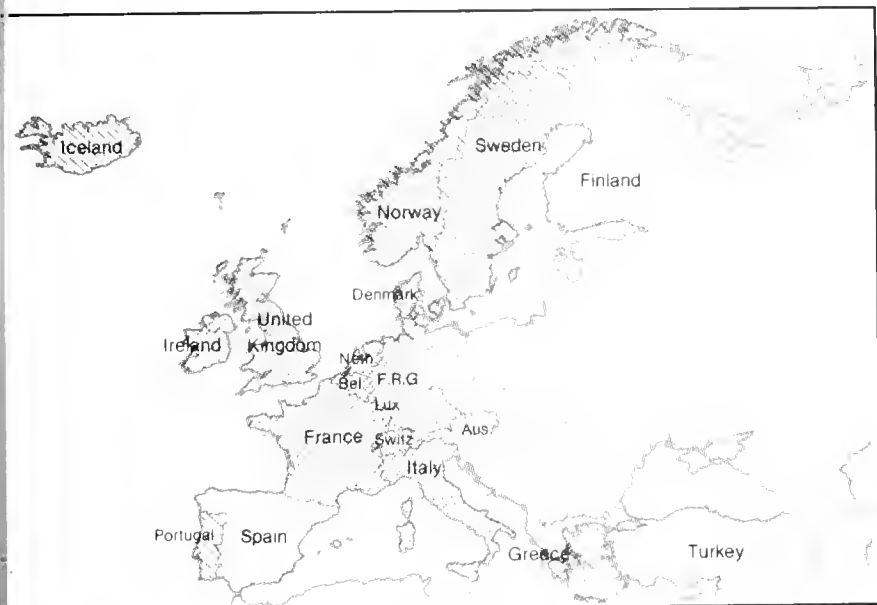 Iceland
Sweden
Finland
Norway
Denmark
United
Kingdom
Ireland
Neth.
Bel.
F.R.G
Lux
France
Switz
Aus.
Italy
Portugal
Spain
Greece
Turkey